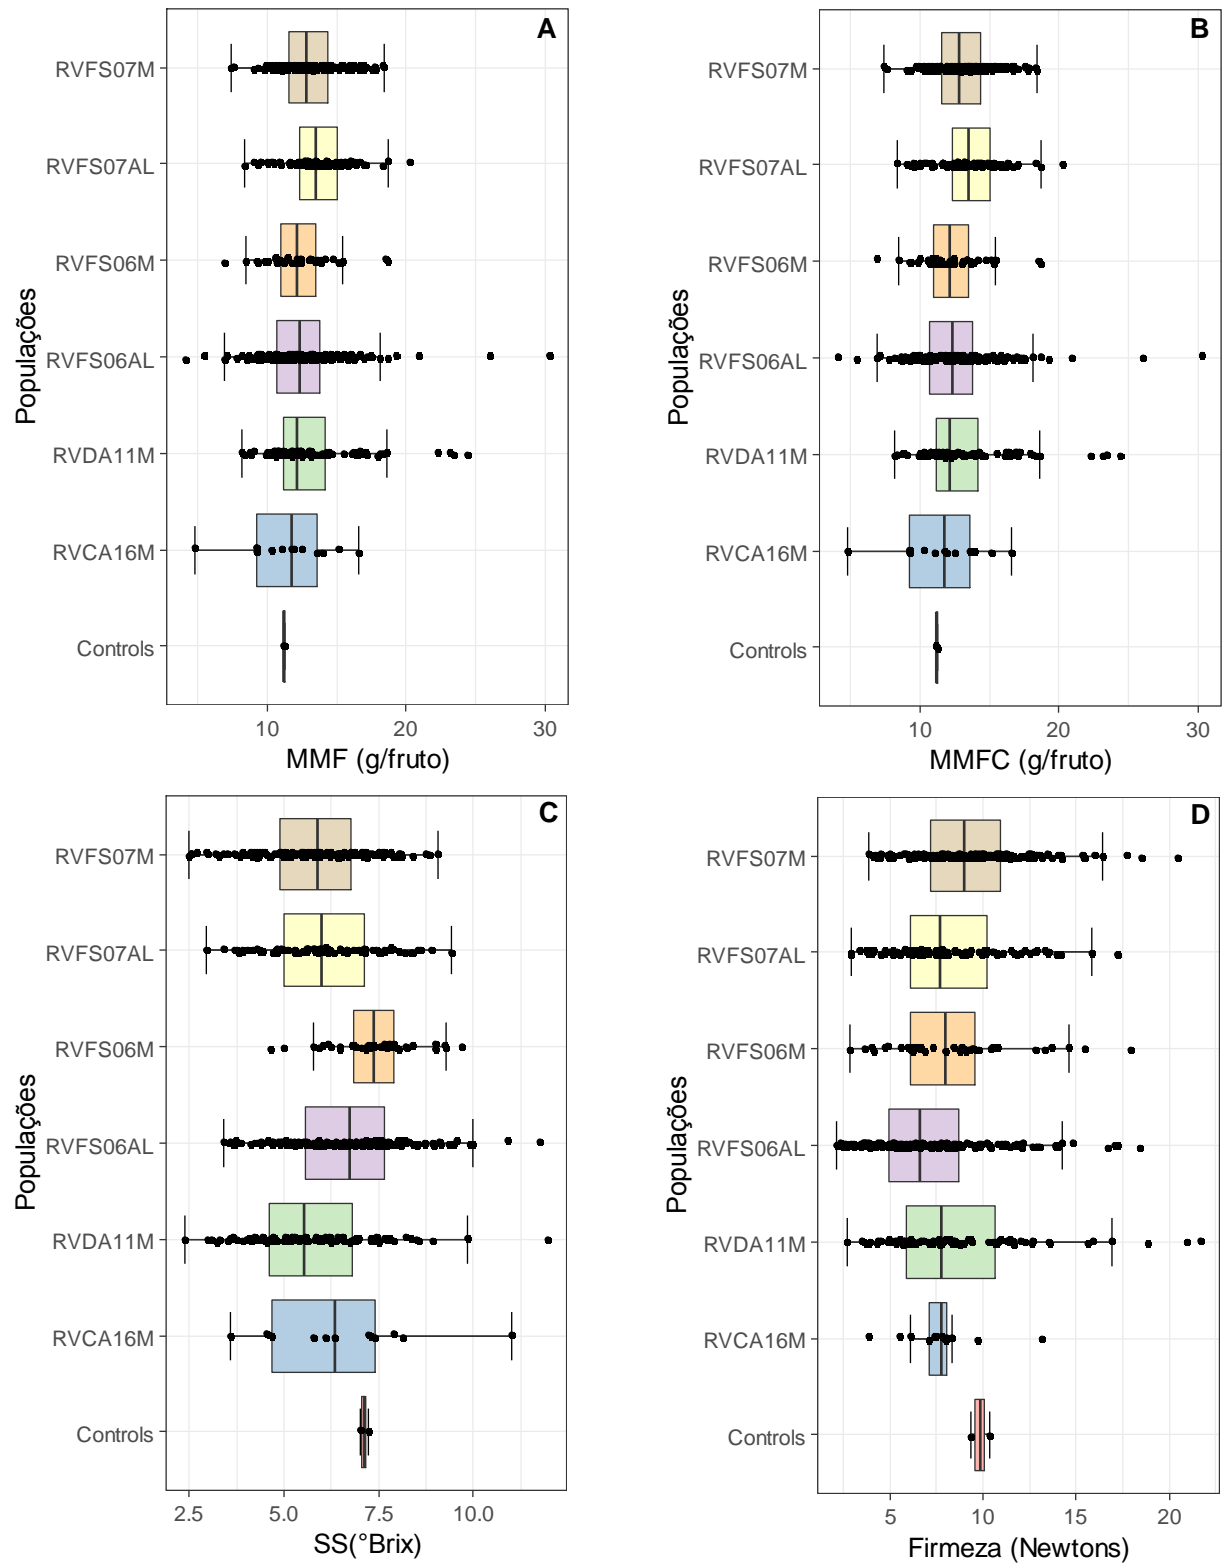 A
RVFS07M
RVFS07AL
RVFS06M
RVFS06AL
RVDA11M
RVCA16M
Controls
Populações
10 20 30
MMF (g/fruto)
B
RVFS07M
RVFS07AL
RVFS06M
RVFS06AL
RVDA11M
RVCA16M
Controls
Populações
10 20 30
MMFC (g/fruto)
C
RVFS07M
RVFS07AL
RVFS06M
RVFS06AL
RVDA11M
RVCA16M
Controls
Populações
2.5 5.0 7.5 10.0
SS(°Brix)
D
RVFS07M
RVFS07AL
RVFS06M
RVFS06AL
RVDA11M
RVCA16M
Controls
Populações
5 10 15 20
Firmeza (Newtons)